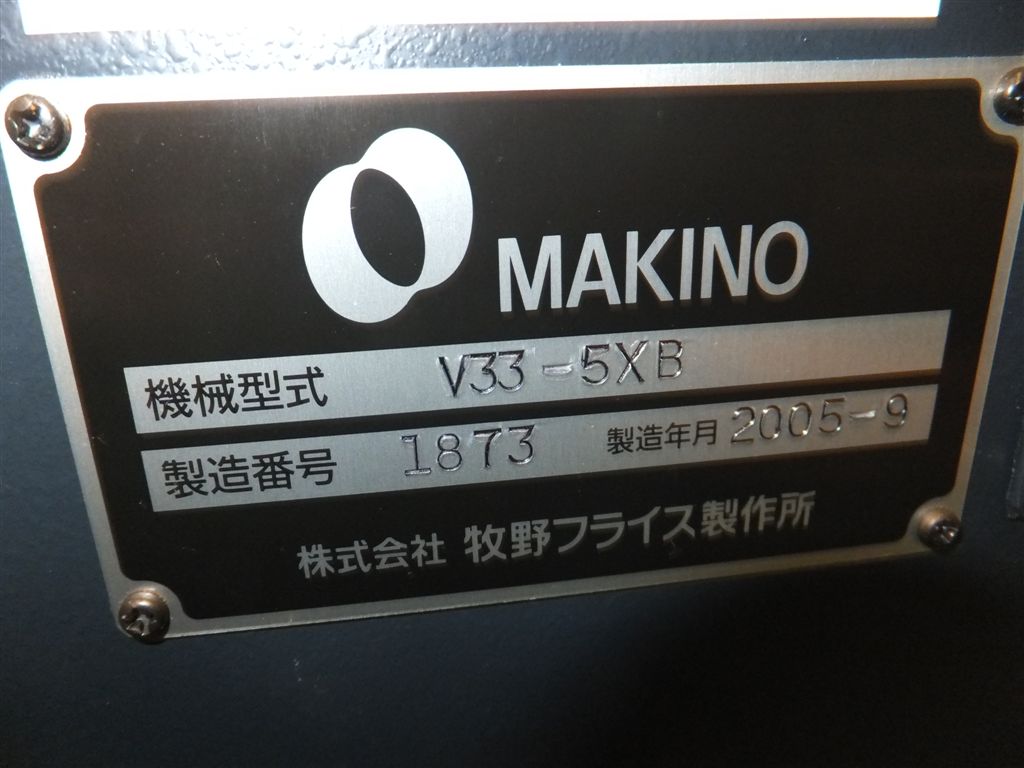 MAKINO
機械型式 V33-5XB
製造番号 1873 製造年月 2005-9
株式会社 牧野フライス製作所